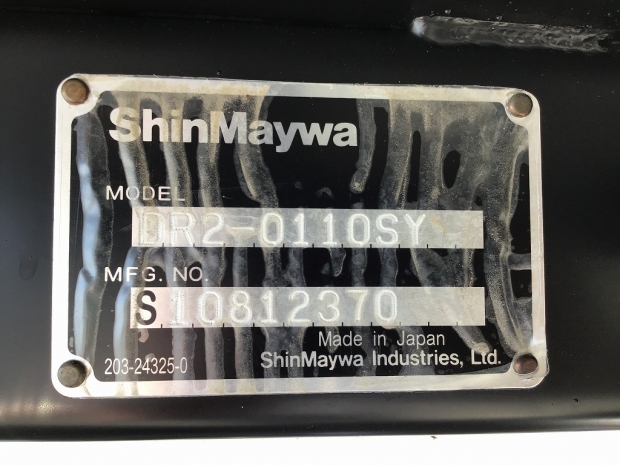 ShinMaywa
MODEL
DR2-0110SY
MFG. NO.
S10812370
Made in Japan
203-24325-0 ShinMaywa Industries, Ltd.